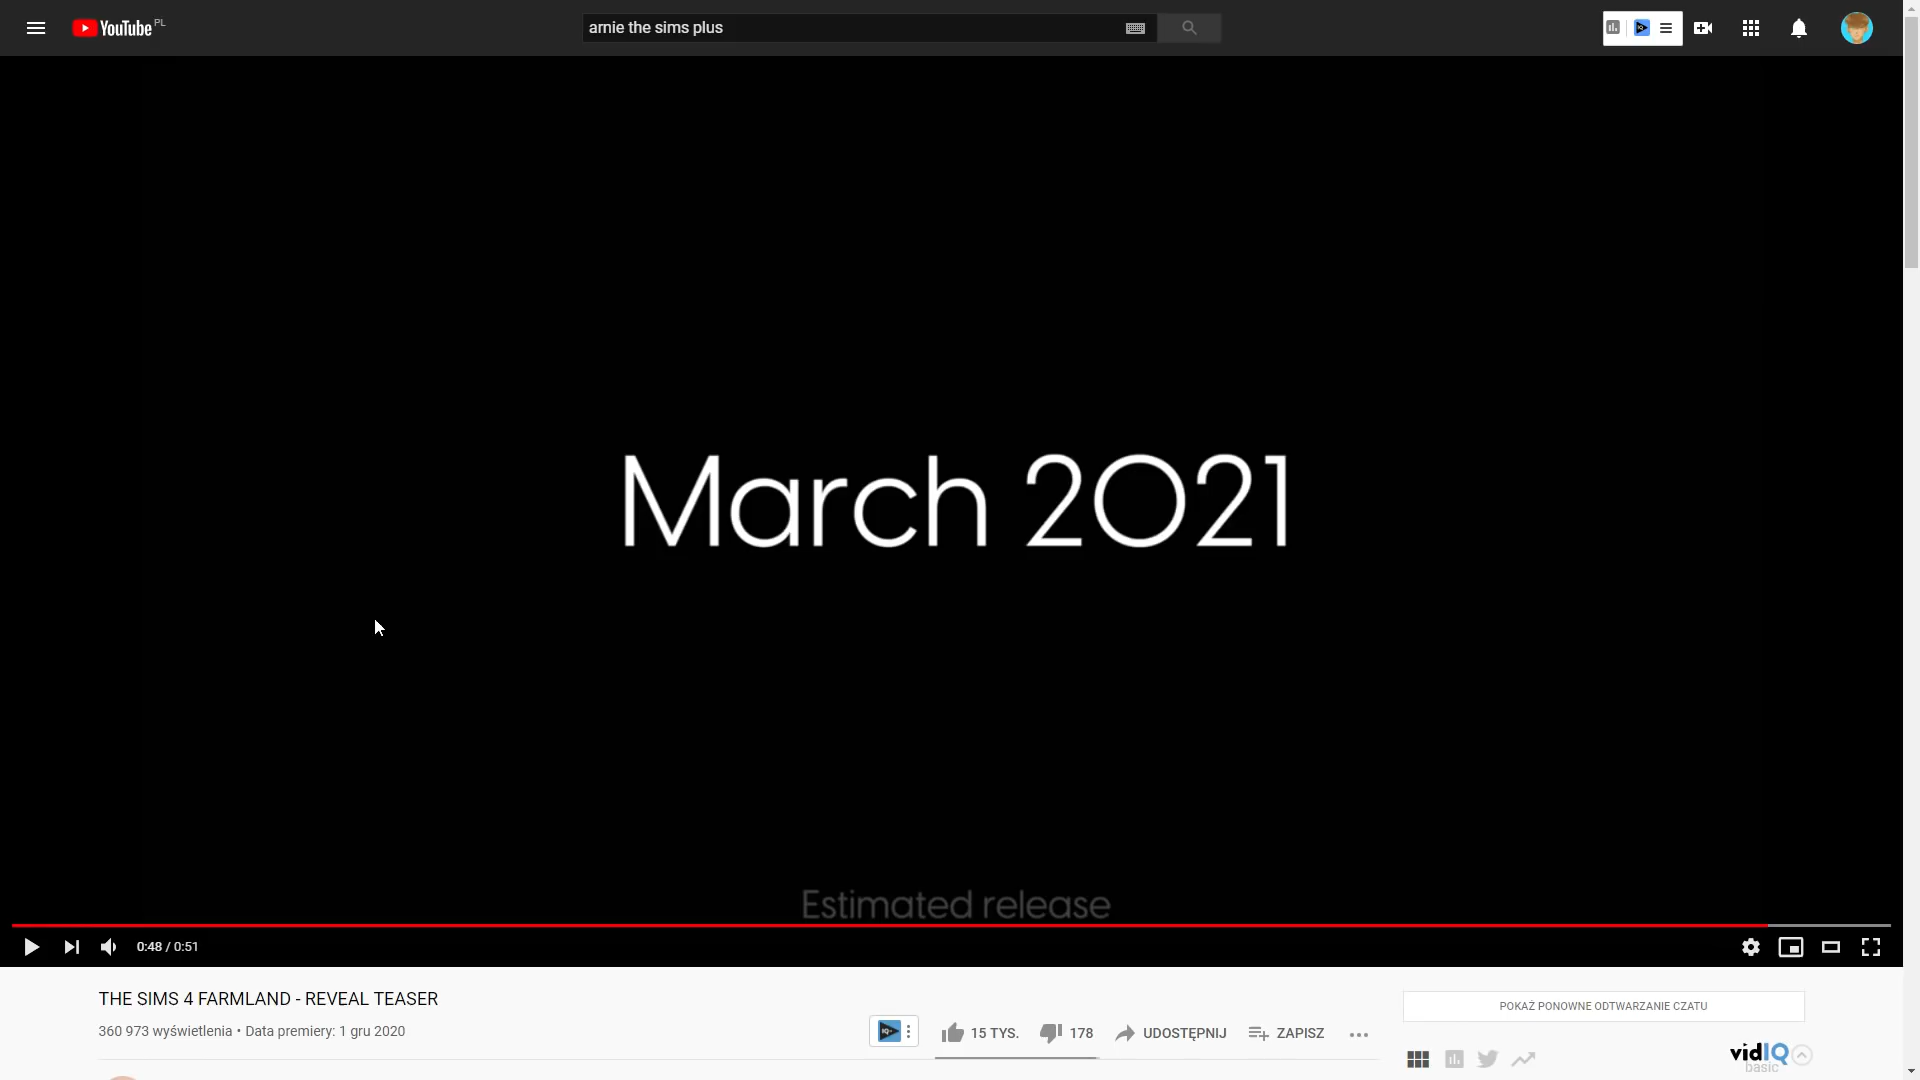 YouTube PL
arnie the sims plus
March 2021
Estimated release
0:48 / 0:51
THE SIMS 4 FARMLAND - REVEAL TEASER
360 973 wyświetlenia • Data premiery: 1 gru 2020
15 TYS.
178
UDOSTĘPNIJ
ZAPISZ
POKAŻ PONOWNE ODTWARZANIE CZATU
vidIQ
basic